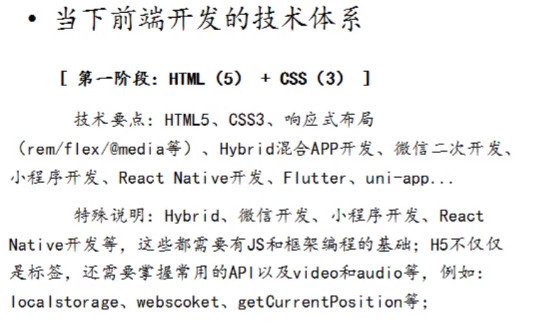 • 当下前端开发的技术体系
[ 第一阶段：HTML（5） + CSS（3） ]
技术要点：HTML5、CSS3、响应式布局
（rem/flex/@media等）、Hybrid混合APP开发、微信二次开发、
小程序开发、React Native开发、Flutter、uni-app...
特殊说明：Hybrid、微信开发、小程序开发、React
Native开发等，这些都需要有JS和框架编程的基础；H5不仅仅
是标签，还需要掌握常用的API以及video和audio等，例如：
localstorage、webscoket、getCurrentPosition等；